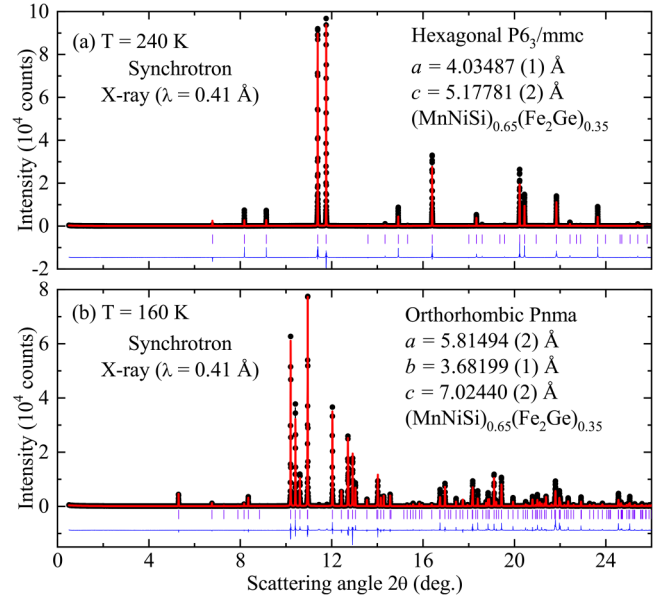 10
(a) T = 240 K
Hexagonal P6₃/mmc
Synchrotron
a = 4.03487 (1) Å
X-ray (λ = 0.41 Å)
c = 5.17781 (2) Å
(MnNiSi)₀.₆₅(Fe₂Ge)₀.₃₅
8
6
4
2
0
-2
Intensity (10⁴ counts)
8
(b) T = 160 K
Orthorhombic Pnma
Synchrotron
a = 5.81494 (2) Å
X-ray (λ = 0.41 Å)
b = 3.68199 (1) Å
c = 7.02440 (2) Å
(MnNiSi)₀.₆₅(Fe₂Ge)₀.₃₅
6
4
2
0
Intensity (10⁴ counts)
0 4 8 12 16 20 24
Scattering angle 2θ (deg.)